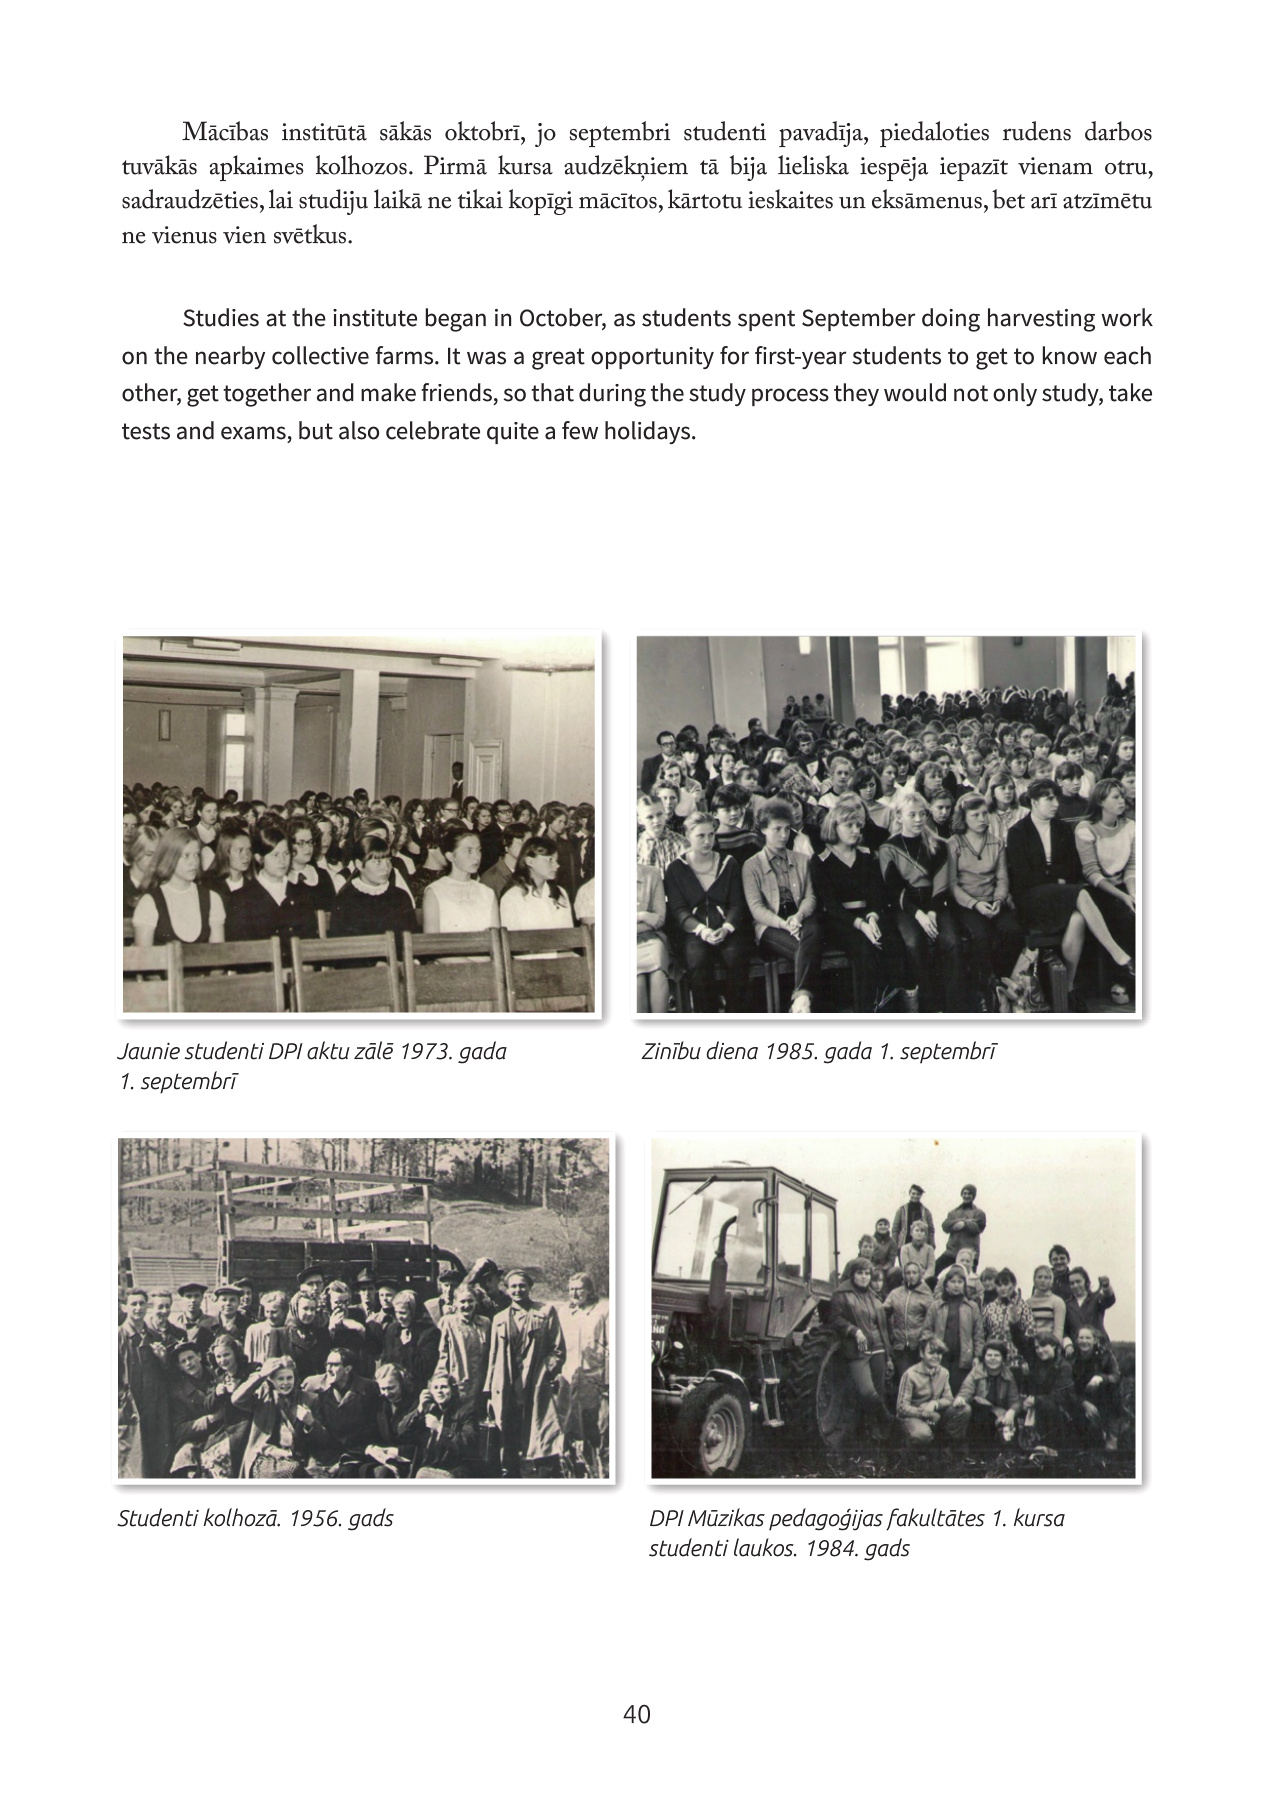 Mācības institūtā sākās oktobrī, jo septembri studenti pavadīja, piedaloties rudens darbos
tuvākās apkaimes kolhozos. Pirmā kursa audzēkņiem tā bija lieliska iespēja iepazīt vienam otru,
sadraudzēties, lai studiju laikā ne tikai kopīgi mācītos, kārtotu ieskaites un eksāmenus, bet arī atzīmētu
ne vienus vien svētkus.
Studies at the institute began in October, as students spent September doing harvesting work
on the nearby collective farms. It was a great opportunity for first-year students to get to know each
other, get together and make friends, so that during the study process they would not only study, take
tests and exams, but also celebrate quite a few holidays.
Jaunie studenti DPI aktu zālē 1973. gada
1. septembrī
Zinību diena 1985. gada 1. septembrī
Studenti kolhozā. 1956. gads
DPI Mūzikas pedagoģijas fakultātes 1. kursa
studenti laukos. 1984. gads
40